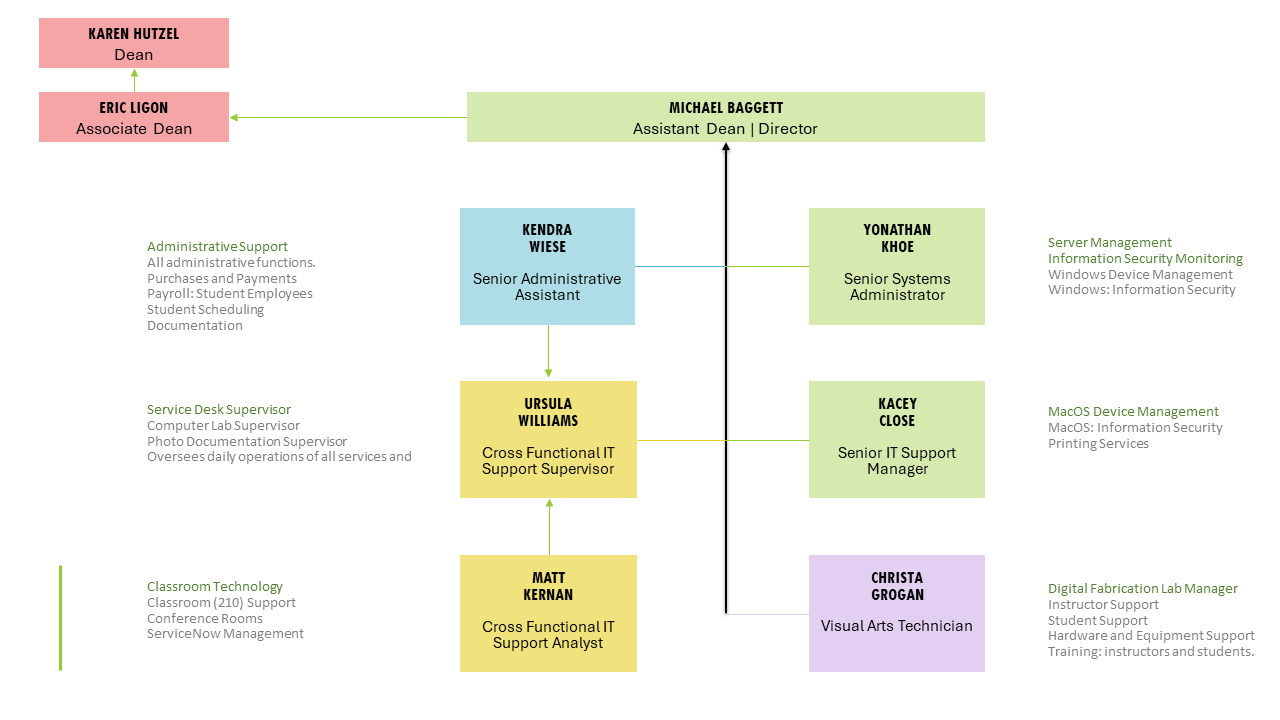 KAREN HUTZEL
Dean
ERIC LIGON
Associate Dean
MICHAEL BAGGETT
Assistant Dean | Director
Administrative Support
All administrative functions.
Purchases and Payments
Payroll: Student Employees
Student Scheduling
Documentation
KENDRA
WIESE
Senior Administrative
Assistant
YONATHAN
KHOE
Senior Systems
Administrator
Server Management
Information Security Monitoring
Windows Device Management
Windows: Information Security
Service Desk Supervisor
Computer Lab Supervisor
Photo Documentation Supervisor
Oversees daily operations of all services and
URSULA
WILLIAMS
Cross Functional IT
Support Supervisor
KACEY
CLOSE
Senior IT Support
Manager
MacOS Device Management
MacOS: Information Security
Printing Services
Classroom Technology
Classroom (210) Support
Conference Rooms
ServiceNow Management
MATT
KERNAN
Cross Functional IT
Support Analyst
CHRISTA
GROGAN
Visual Arts Technician
Digital Fabrication Lab Manager
Instructor Support
Student Support
Hardware and Equipment Support
Training: instructors and students.